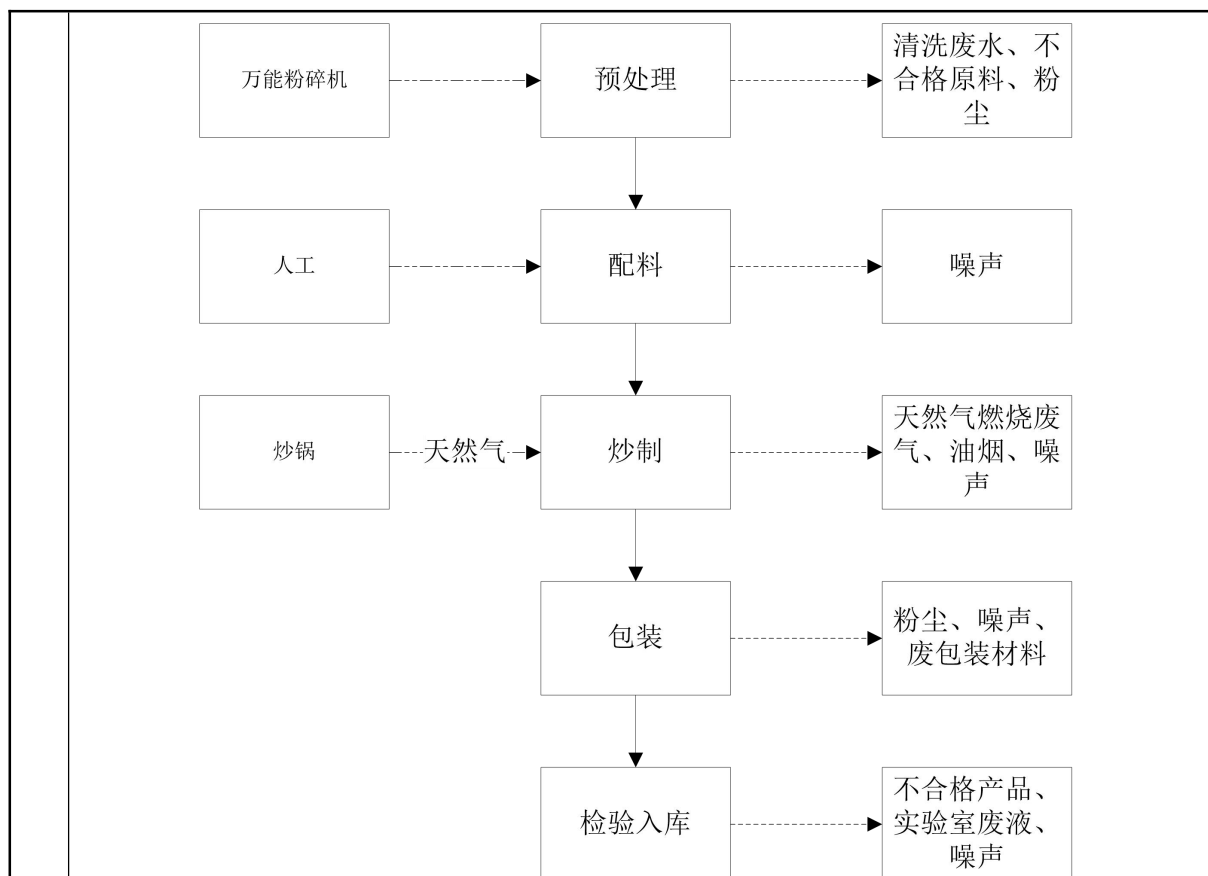 万能粉碎机
预处理
清洗废水、不
合格原料、粉
尘
人工
配料
噪声
炒锅
天然气
炒制
天然气燃烧废
气、油烟、噪
声
包装
粉尘、噪声、
废包装材料
检验入库
不合格产品、
实验室废液、
噪声